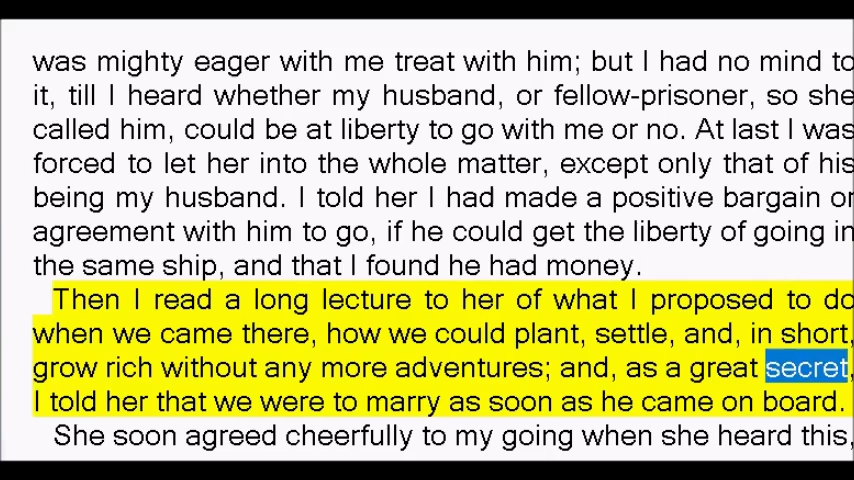 was mighty eager with me treat with him; but I had no mind to
it, till I heard whether my husband, or fellow-prisoner, so she
called him, could be at liberty to go with me or no. At last I was
forced to let her into the whole matter, except only that of his
being my husband. I told her I had made a positive bargain or
agreement with him to go, if he could get the liberty of going in
the same ship, and that I found he had money.
Then I read a long lecture to her of what I proposed to do
when we came there, how we could plant, settle, and, in short,
grow rich without any more adventures; and, as a great secret,
I told her that we were to marry as soon as he came on board.
She soon agreed cheerfully to my going when she heard this,